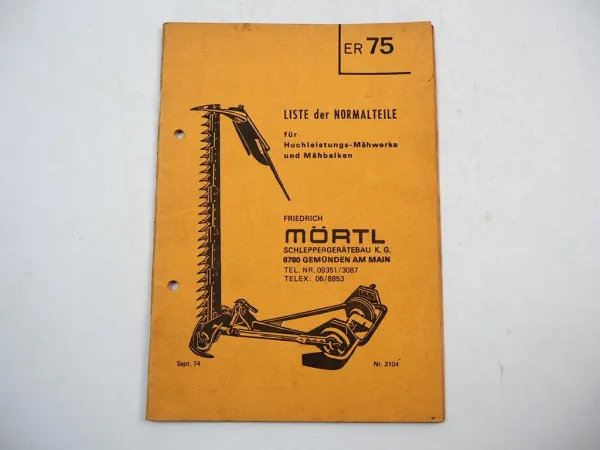 ER 75
LISTE der NORMALTEILE
für
Hochleistungs-Mähwerke
und Mähbalken
FRIEDRICH
MÖRTL
SCHLEPPERGERÄTEBAU K. G.
8780 GEMÜNDEN AM MAIN
TEL. NR. 09351/3087
TELEX. 06/8853
Sept. 74
Nr. 3104